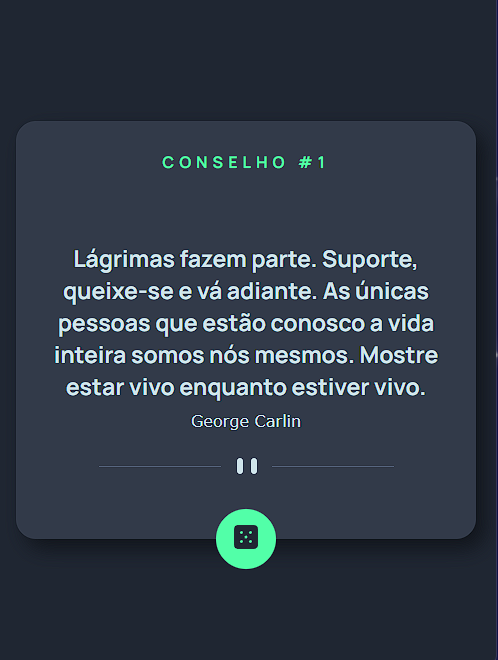 CONSELHO #1
Lágrimas fazem parte. Suporte,
queixe-se e vá adiante. As únicas
pessoas que estão conosco a vida
inteira somos nós mesmos. Mostre
estar vivo enquanto estiver vivo.
George Carlin